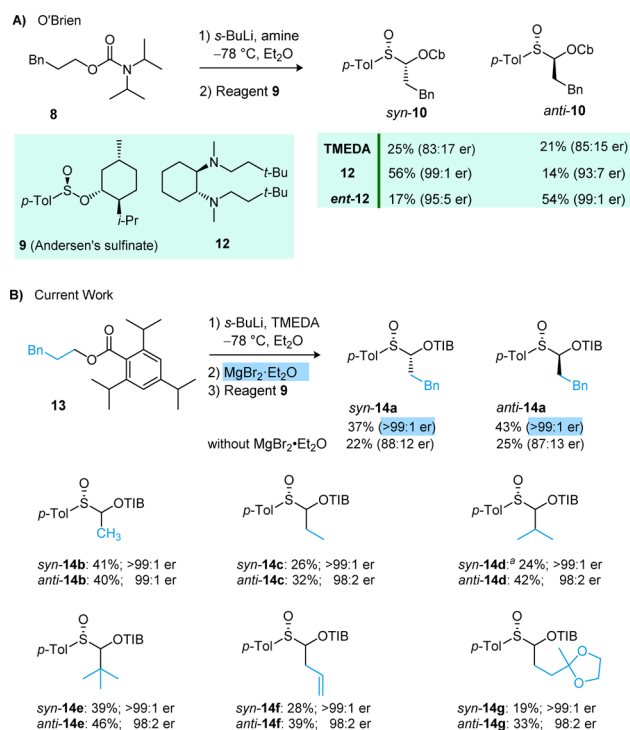 A) O'Brien
Bn
O
O
N
8
1) s-BuLi, amine
−78 °C, Et2O
2) Reagent 9
O
S
p-Tol
OCb
Bn
syn-10
O
S
p-Tol
OCb
Bn
anti-10
O
S
p-Tol
O
i-Pr
9 (Andersen's sulfinate)
N
t-Bu
t-Bu
N
12
TMEDA 25% (83:17 er) 21% (85:15 er)
12 56% (99:1 er) 14% (93:7 er)
ent-12 17% (95:5 er) 54% (99:1 er)
B) Current Work
Bn
O
O
13
1) s-BuLi, TMEDA
−78 °C, Et2O
2) MgBr2·Et2O
3) Reagent 9
O
S
p-Tol
OTIB
Bn
syn-14a
O
S
p-Tol
OTIB
Bn
anti-14a
37% (>99:1 er) 43% (>99:1 er)
without MgBr2•Et2O 22% (88:12 er) 25% (87:13 er)
O
S
p-Tol
OTIB
CH3
syn-14b: 41%; >99:1 er
anti-14b: 40%; 99:1 er
O
S
p-Tol
OTIB
syn-14c: 26%; >99:1 er
anti-14c: 32%; 98:2 er
O
S
p-Tol
OTIB
syn-14d:a 24%; >99:1 er
anti-14d: 42%; 98:2 er
O
S
p-Tol
OTIB
syn-14e: 39%; >99:1 er
anti-14e: 46%; 98:2 er
O
S
p-Tol
OTIB
syn-14f: 28%; >99:1 er
anti-14f: 39%; 98:2 er
O
S
p-Tol
OTIB
O
O
syn-14g: 19%; >99:1 er
anti-14g: 33%; 98:2 er